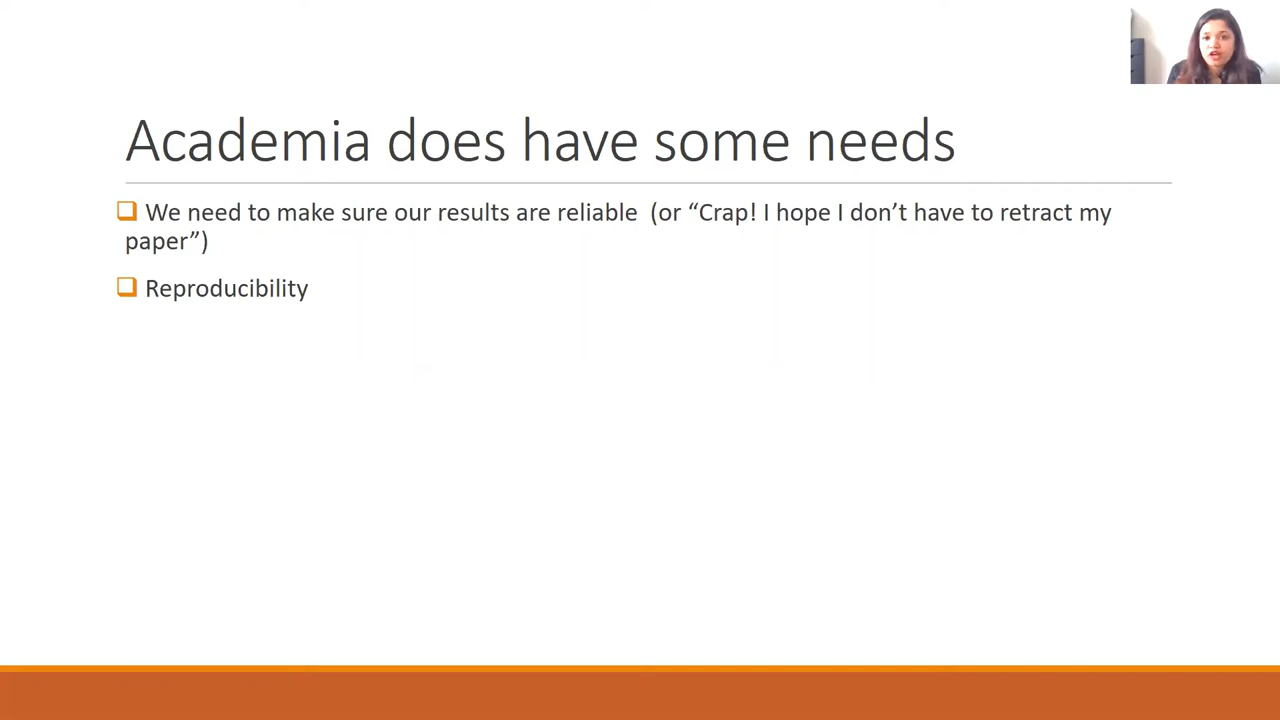 Academia does have some needs
We need to make sure our results are reliable (or “Crap! I hope I don’t have to retract my
paper”)
Reproducibility